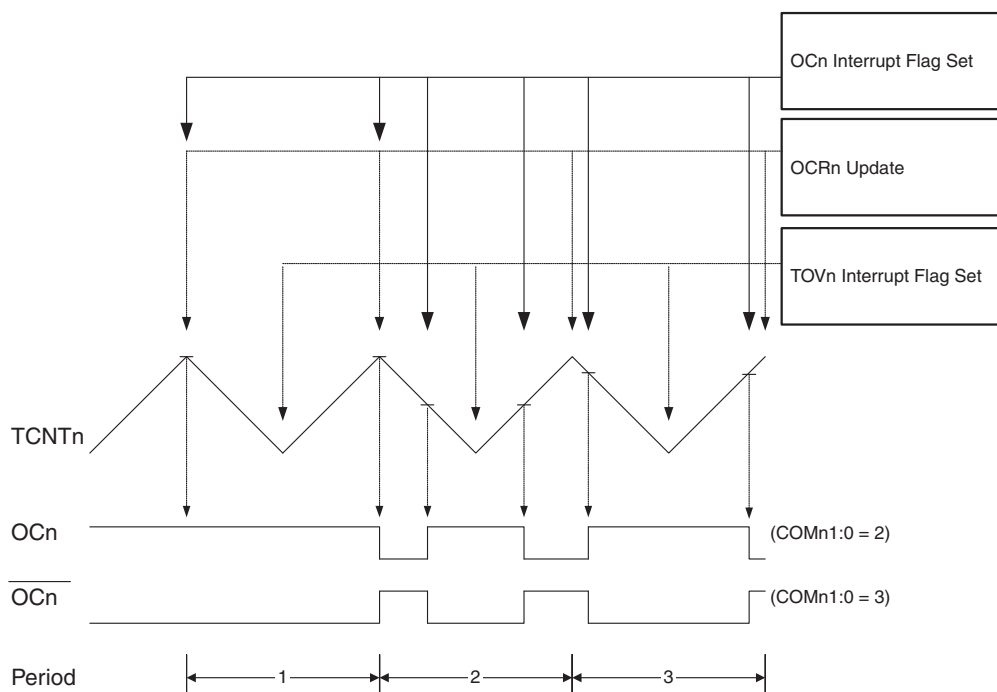 OCn Interrupt Flag Set
OCRn Update
TOVn Interrupt Flag Set
TCNTn
OCn
(COMn1:0 = 2)
OCn
(COMn1:0 = 3)
Period
1
2
3